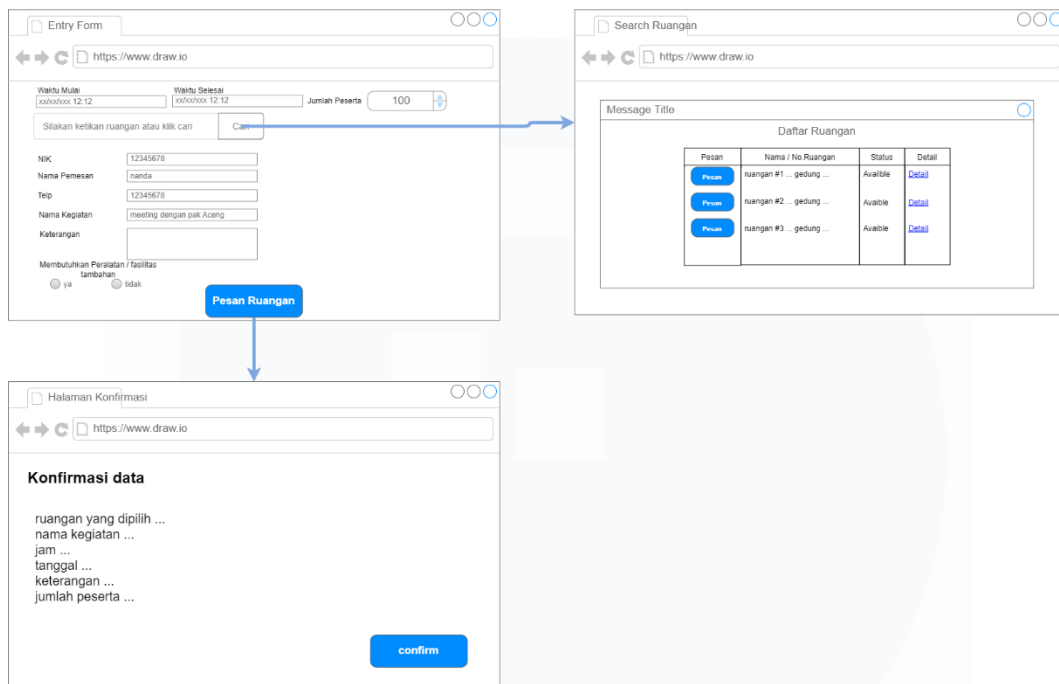 Entry Form
https://www.draw.io
Waktu Mulai
Waktu Selesai
xx/xx/xxx 12:12
xx/xx/xxx 12:12
Jumlah Peserta
100
Silakan ketikan ruangan atau klik cari
Cari
NIK
12345678
Nama Pemesan
nanda
Telp
12345678
Nama Kegiatan
meeting dengan pak Aceng
Keterangan
Membutuhkan Peralatan / fasilitas
tambahan
ya
tidak
Pesan Ruangan
Search Ruangan
https://www.draw.io
Message Title
Daftar Ruangan
Pesan
Nama / No.Ruangan
Status
Detail
Pesan
ruangan #1 ... gedung ...
Availble
Detail
Pesan
ruangan #2 ... gedung ...
Avaible
Detail
Pesan
ruangan #3 ... gedung ...
Avaible
Detail
Halaman Konfirmasi
https://www.draw.io
Konfirmasi data
ruangan yang dipilih ...
nama kegiatan ...
jam ...
tanggal ...
keterangan ...
jumlah peserta ...
confirm